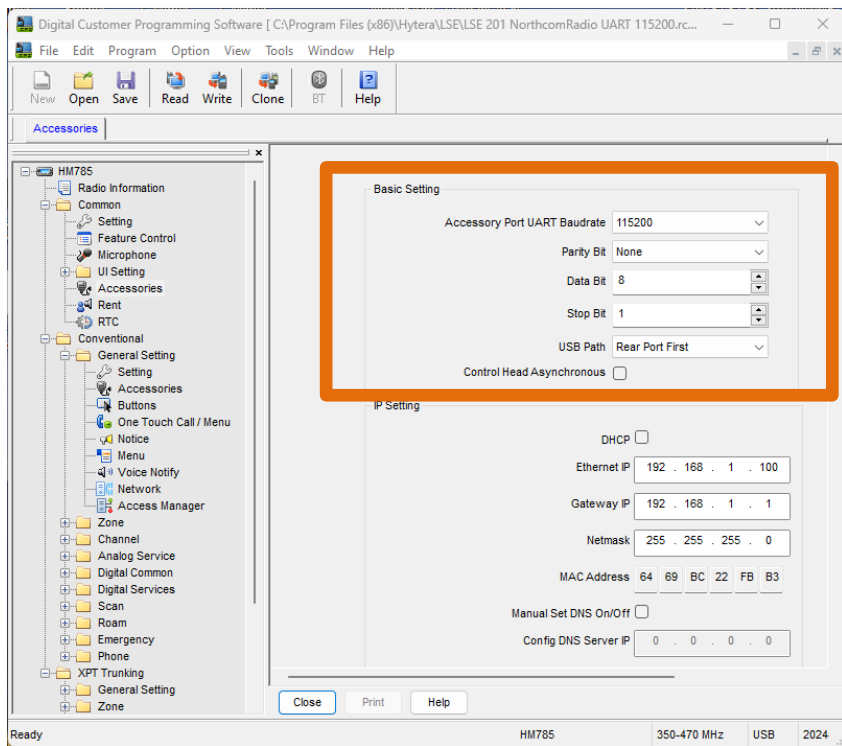 Digital Customer Programming Software [ C:\Program Files (x86)\Hytera\LSE\LSE 201 NorthcomRadio UART 115200.rc...
File Edit Program Option View Tools Window Help
New Open Save Read Write Clone BT Help
Accessories
HM785
Radio Information
Common
Setting
Feature Control
Microphone
UI Setting
Accessories
Rent
RTC
Conventional
General Setting
Setting
Accessories
Buttons
One Touch Call / Menu
Notice
Menu
Voice Notify
Network
Access Manager
Zone
Channel
Analog Service
Digital Common
Digital Services
Scan
Roam
Emergency
Phone
XPT Trunking
General Setting
Zone
Basic Setting
Accessory Port UART Baudrate 115200
Parity Bit None
Data Bit 8
Stop Bit 1
USB Path Rear Port First
Control Head Asynchronous
IP Setting
DHCP
Ethernet IP 192 . 168 . 1 . 100
Gateway IP 192 . 168 . 1 . 1
Netmask 255 . 255 . 255 . 0
MAC Address 64 69 BC 22 FB B3
Manual Set DNS On/Off
Config DNS Server IP 0 . 0 . 0 . 0
Close Print Help
Ready HM785 350-470 MHz USB 2024